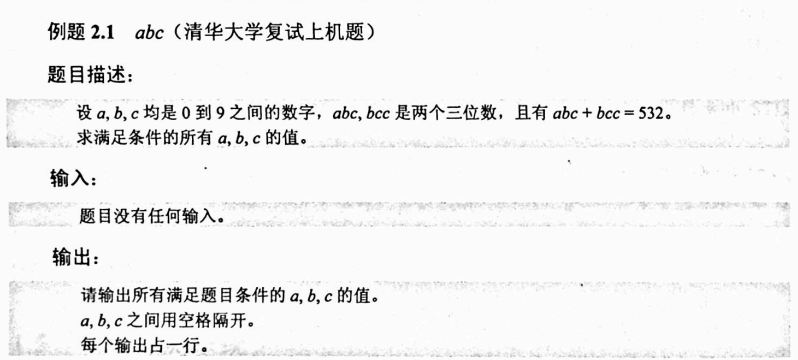 例题 2.1 abc（清华大学复试上机题）
题目描述：
设 a, b, c 均是 0 到 9 之间的数字，abc, bcc 是两个三位数，且有 abc + bcc = 532。
求满足条件的所有 a, b, c 的值。
输入：
题目没有任何输入。
输出：
请输出所有满足题目条件的 a, b, c 的值。
a, b, c 之间用空格隔开。
每个输出占一行。